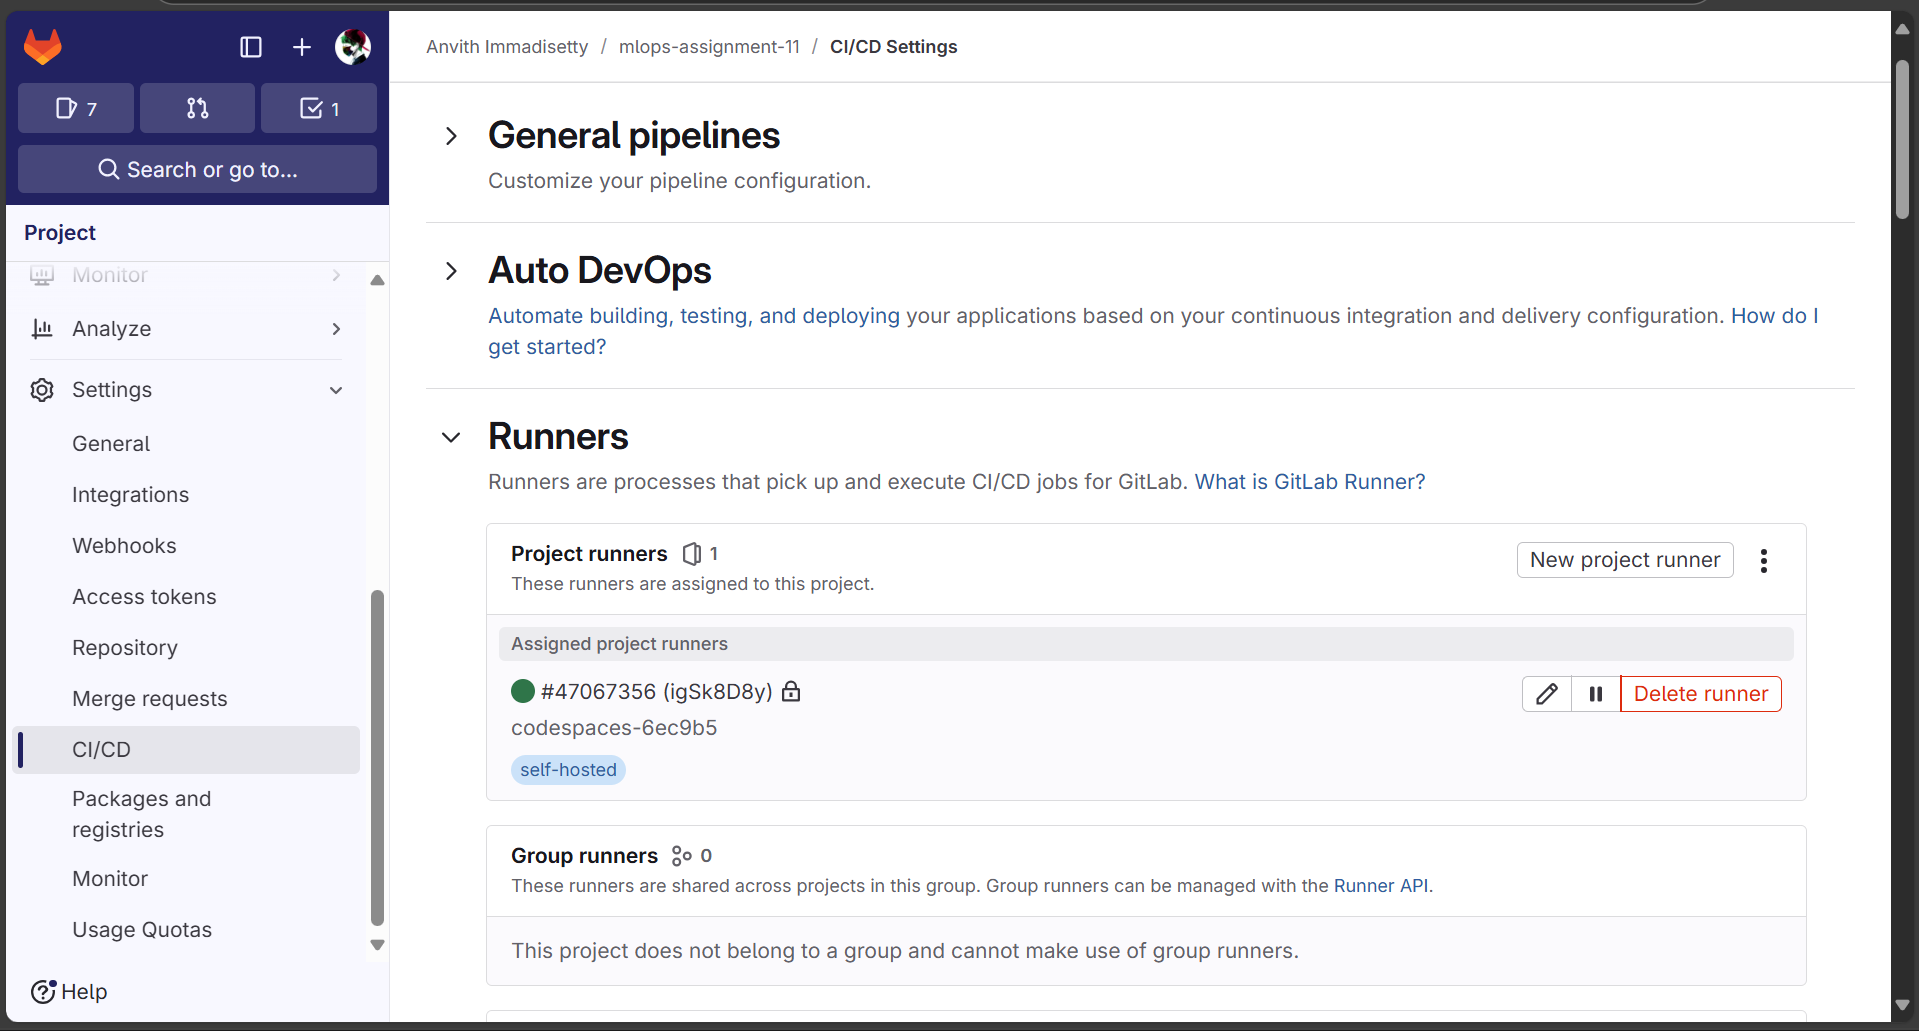 7
1
Search or go to...
Project
Monitor
Analyze
Settings
General
Integrations
Webhooks
Access tokens
Repository
Merge requests
CI/CD
Packages and
registries
Monitor
Usage Quotas
Help
Anvith Immadisetty / mlops-assignment-11 / CI/CD Settings
General pipelines
Customize your pipeline configuration.
Auto DevOps
Automate building, testing, and deploying your applications based on your continuous integration and delivery configuration. How do I
get started?
Runners
Runners are processes that pick up and execute CI/CD jobs for GitLab. What is GitLab Runner?
Project runners 1
New project runner
These runners are assigned to this project.
Assigned project runners
#47067356 (igSk8D8y)
Delete runner
codespaces-6ec9b5
self-hosted
Group runners 0
These runners are shared across projects in this group. Group runners can be managed with the Runner API.
This project does not belong to a group and cannot make use of group runners.